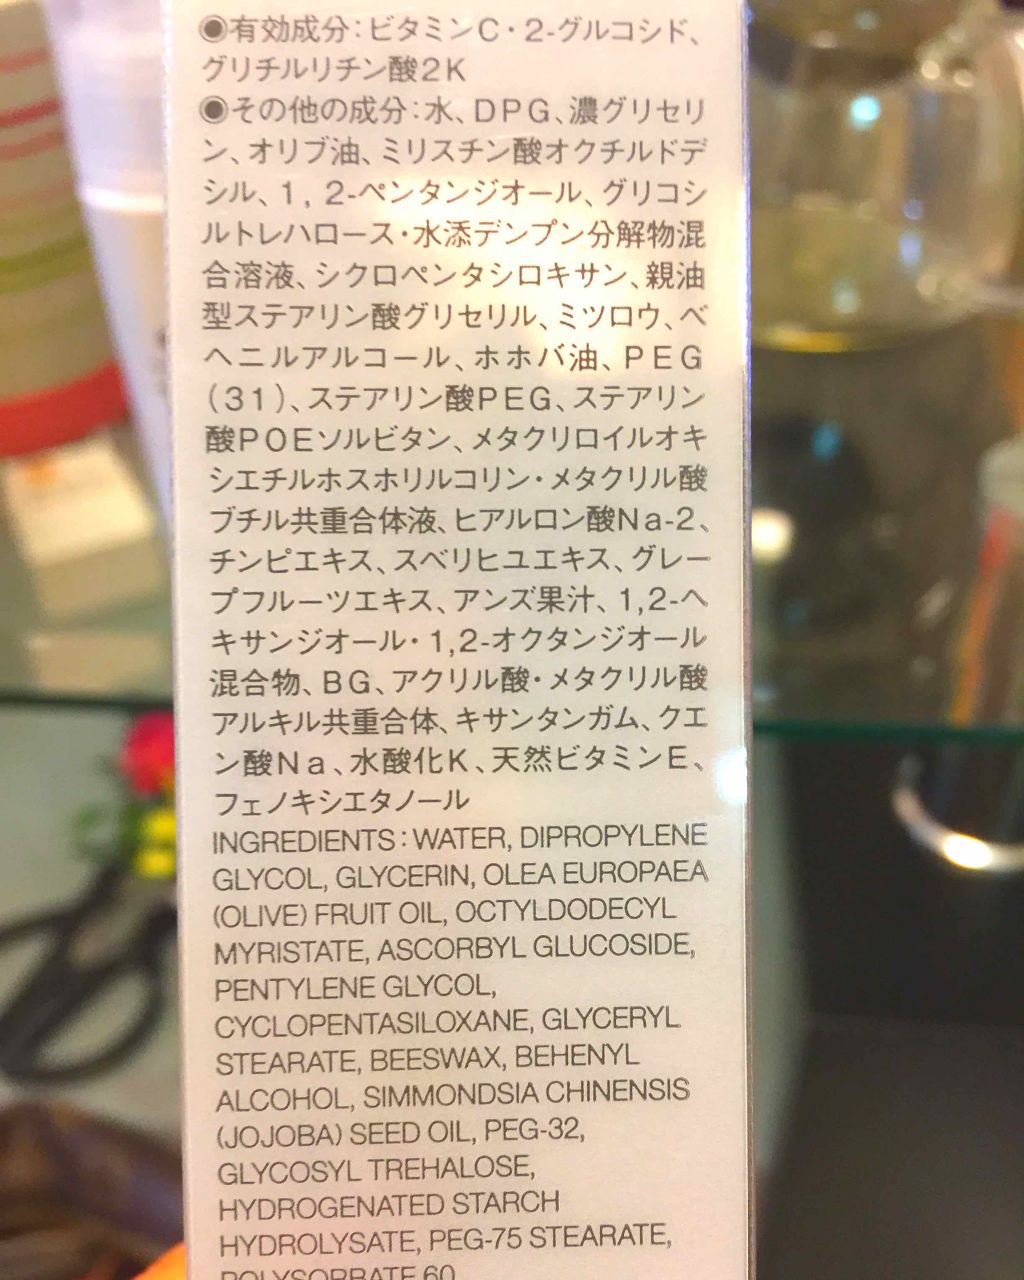 ◉有効成分:ビタミンC・2-グルコシド、
グリチルリチン酸2K
◉その他の成分:水、DPG、濃グリセリ
ン、オリブ油、ミリスチン酸オクチルドデ
シル、1,2-ペンタンジオール、グリコシ
ルトレハロース・水添デンプン分解物混
合溶液、シクロペンタシロキサン、親油
型ステアリン酸グリセリル、ミツロウ、ベ
ヘニルアルコール、ホホバ油、PEG
(31)、ステアリン酸PEG、ステアリン
酸POEソルビタン、メタクリロイルオキ
シエチルホスホリルコリン・メタクリル酸
ブチル共重合体液、ヒアルロン酸Na-2、
チンピエキス、スベリヒユエキス、グレー
プフルーツエキス、アンズ果汁、1,2-ヘ
キサンジオール・1,2-オクタンジオール
混合物、BG、アクリル酸・メタクリル酸
アルキル共重合体、キサンタンガム、クエ
ン酸Na、水酸化K、天然ビタミンE、
フェノキシエタノール
INGREDIENTS:WATER, DIPROPYLENE
GLYCOL, GLYCERIN, OLEA EUROPAEA
(OLIVE) FRUIT OIL, OCTYLDODECYL
MYRISTATE, ASCORBYL GLUCOSIDE,
PENTYLENE GLYCOL,
CYCLOPENTASILOXANE, GLYCERYL
STEARATE, BEESWAX, BEHENYL
ALCOHOL, SIMMONDSIA CHINENSIS
(JOJOBA) SEED OIL, PEG-32,
GLYCOSYL TREHALOSE,
HYDROGENATED STARCH
HYDROLYSATE, PEG-75 STEARATE,
POLYSORBATE 60